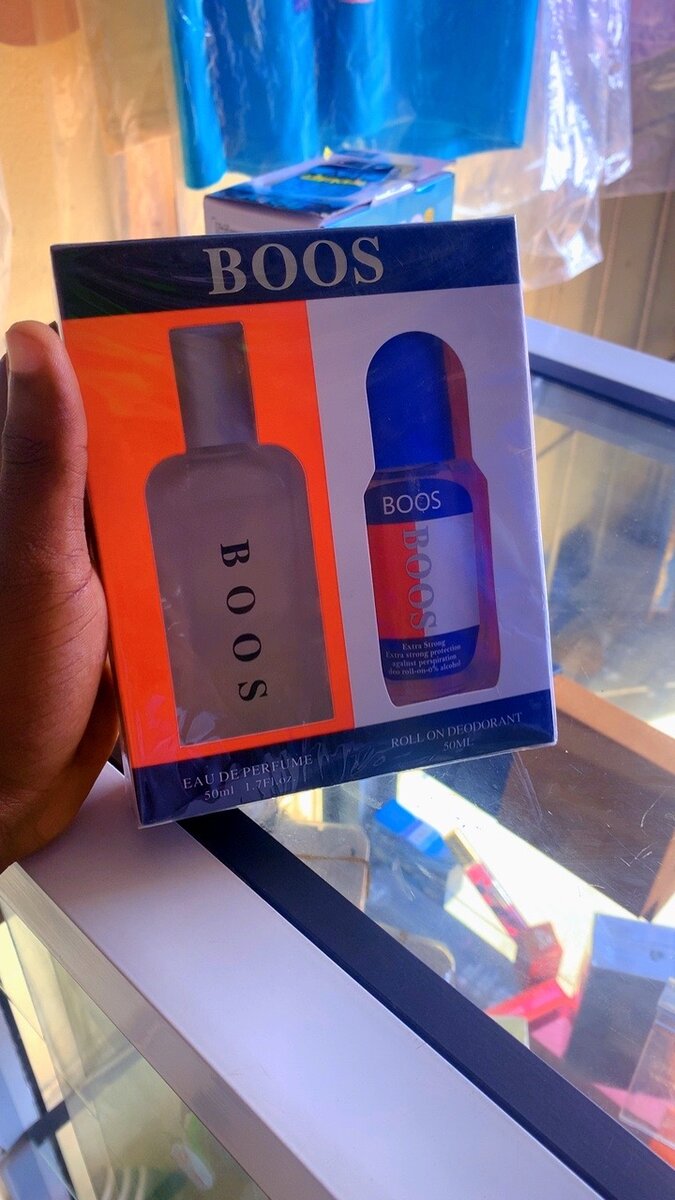 BOOS
BOOS
BOOS
BOOS
Extra Strong
Extra strong protection
against perspiration
deo roll-on-0% alcohol
EAU DE PERFUME
50ml 1.7Fl.oz.
ROLL ON DEODORANT
50ML